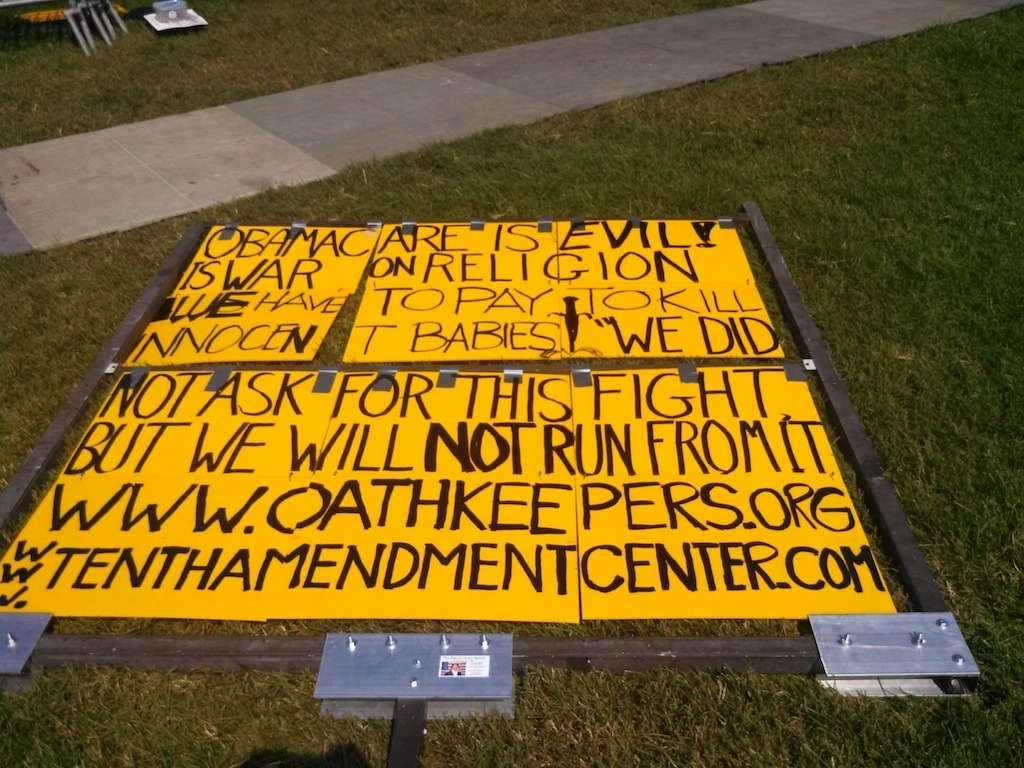 OBAMACARE IS EVIL!
IS WAR ON RELIGION
WE HAVE TO PAY TO KILL
INNOCENT BABIES! "WE DID
NOT ASK FOR THIS FIGHT,
BUT WE WILL NOT RUN FROM IT
WWW.OATHKEEPERS.ORG
WWW.TENTHAMENDMENTCENTER.COM